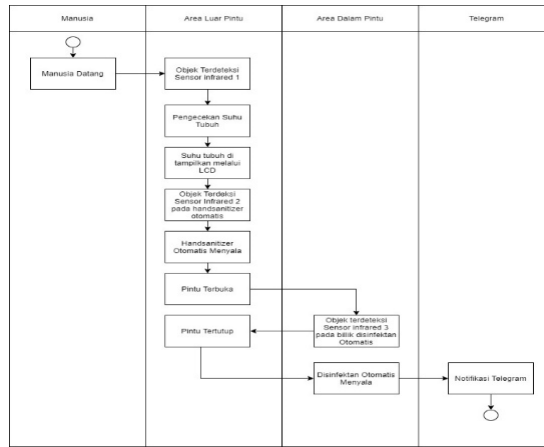 Manusia
Area Luar Pintu
Area Dalam Pintu
Telegram
Manusia Datang
Objek Terdeteksi
Sensor Infrared 1
Pengecekan Suhu
Tubuh
Suhu tubuh di
tampilkan melalui
LCD
Objek Terdeksi
Sensor Infrared 2
pada handsanitizer
otomatis
Handsanitizer
Otomatis Menyala
Pintu Terbuka
Objek terdeteksi
Sensor infrared 3
pada bilik disinfektan
Otomatis
Pintu Tertutup
Disinfektan Otomatis
Menyala
Notifikasi Telegram